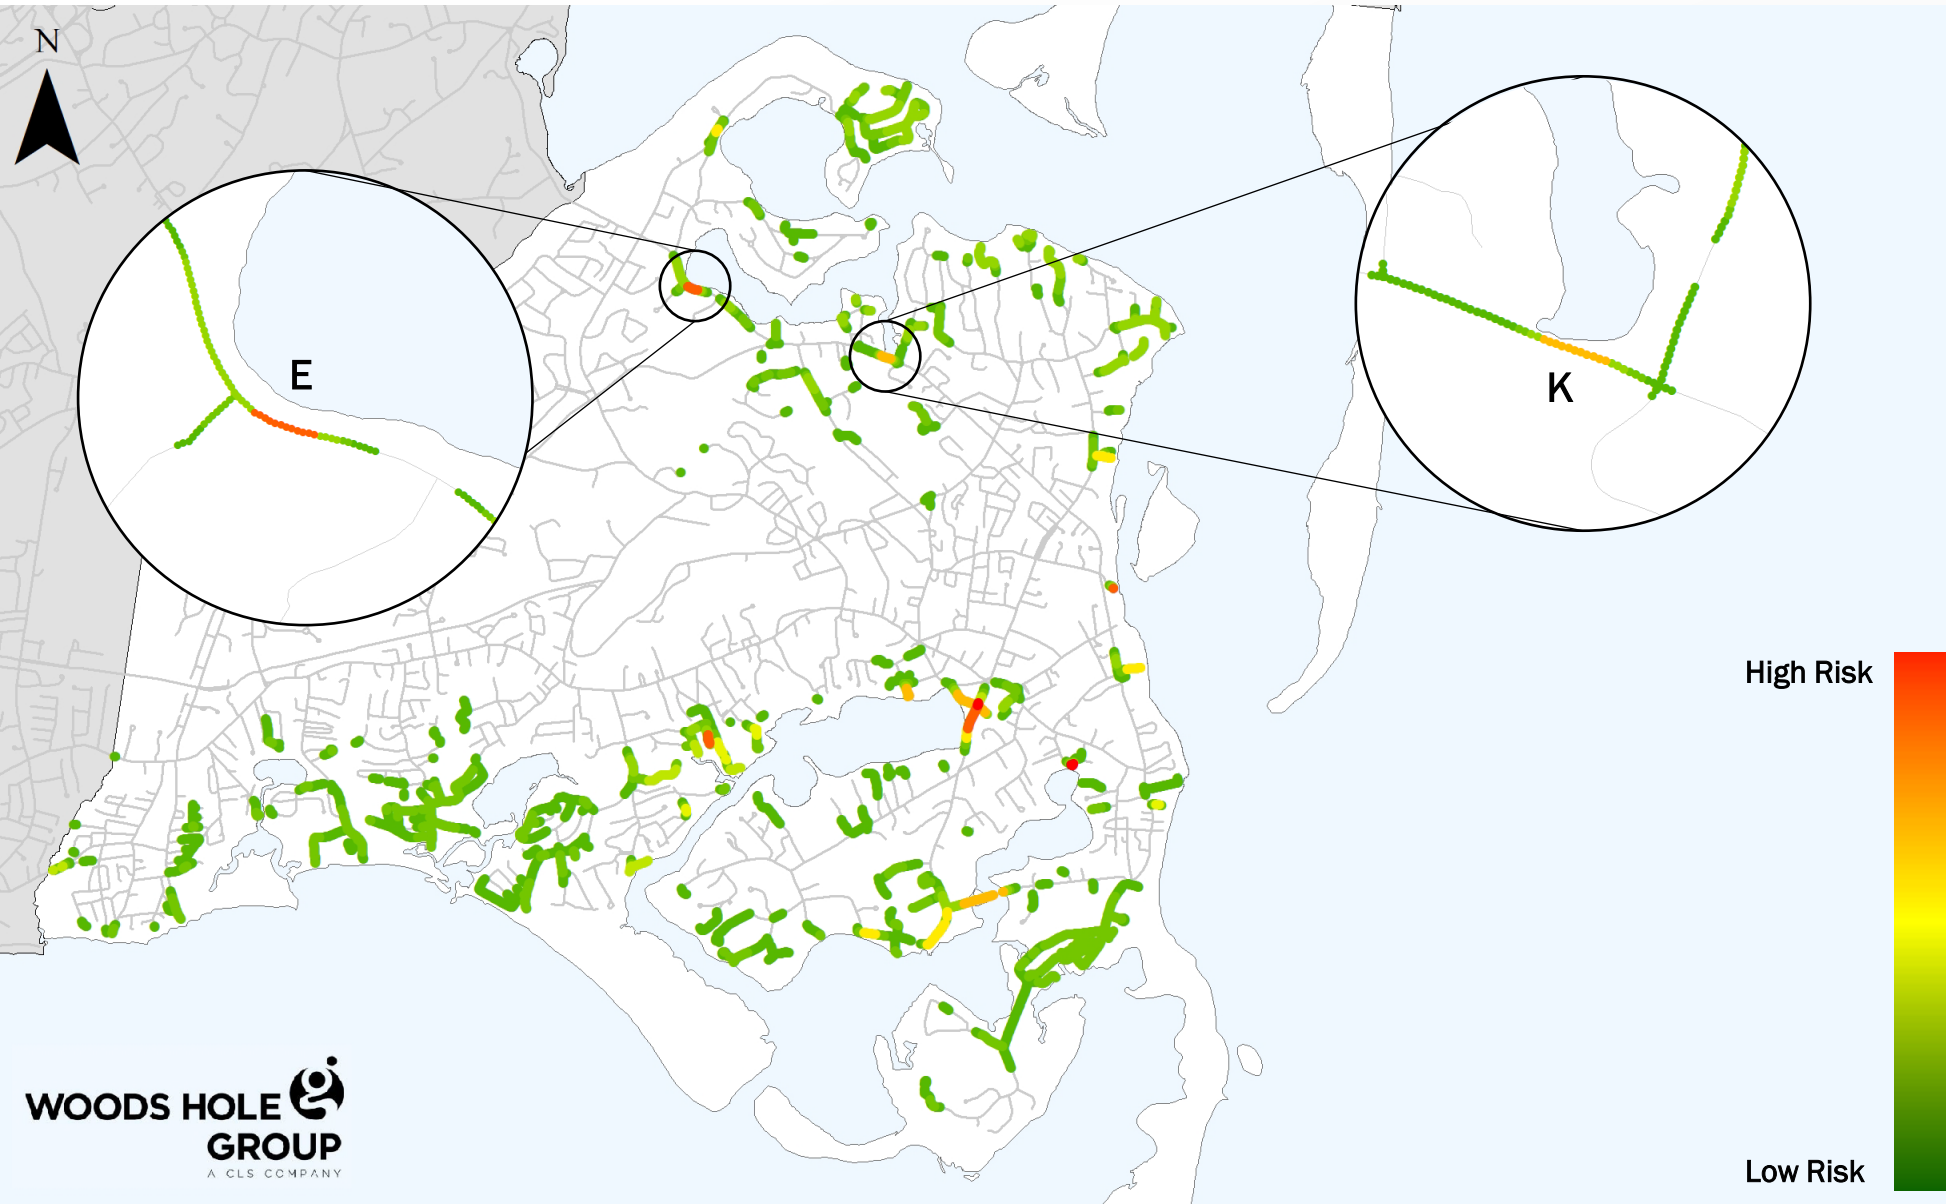 N
E
K
High Risk
Low Risk
WOODS HOLE
GROUP
A CLS COMPANY